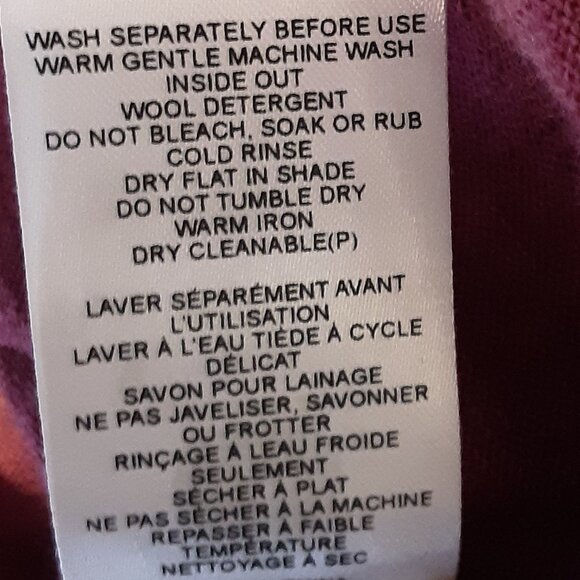 WASH SEPARATELY BEFORE USE
WARM GENTLE MACHINE WASH
INSIDE OUT
WOOL DETERGENT
DO NOT BLEACH, SOAK OR RUB
COLD RINSE
DRY FLAT IN SHADE
DO NOT TUMBLE DRY
WARM IRON
DRY CLEANABLE(P)
LAVER SÉPARÉMENT AVANT
L'UTILISATION
LAVER À L'EAU TIÈDE À CYCLE
DÉLICAT
SAVON POUR LAINAGE
NE PAS JAVELISER, SAVONNER
OU FROTTER
RINÇAGE À LEAU FROIDE
SEULEMENT
SÉCHER À PLAT
NE PAS SÉCHER À LA MACHINE
REPASSER À FAIBLE
TEMPÉRATURE
NETTOYAGE À SEC